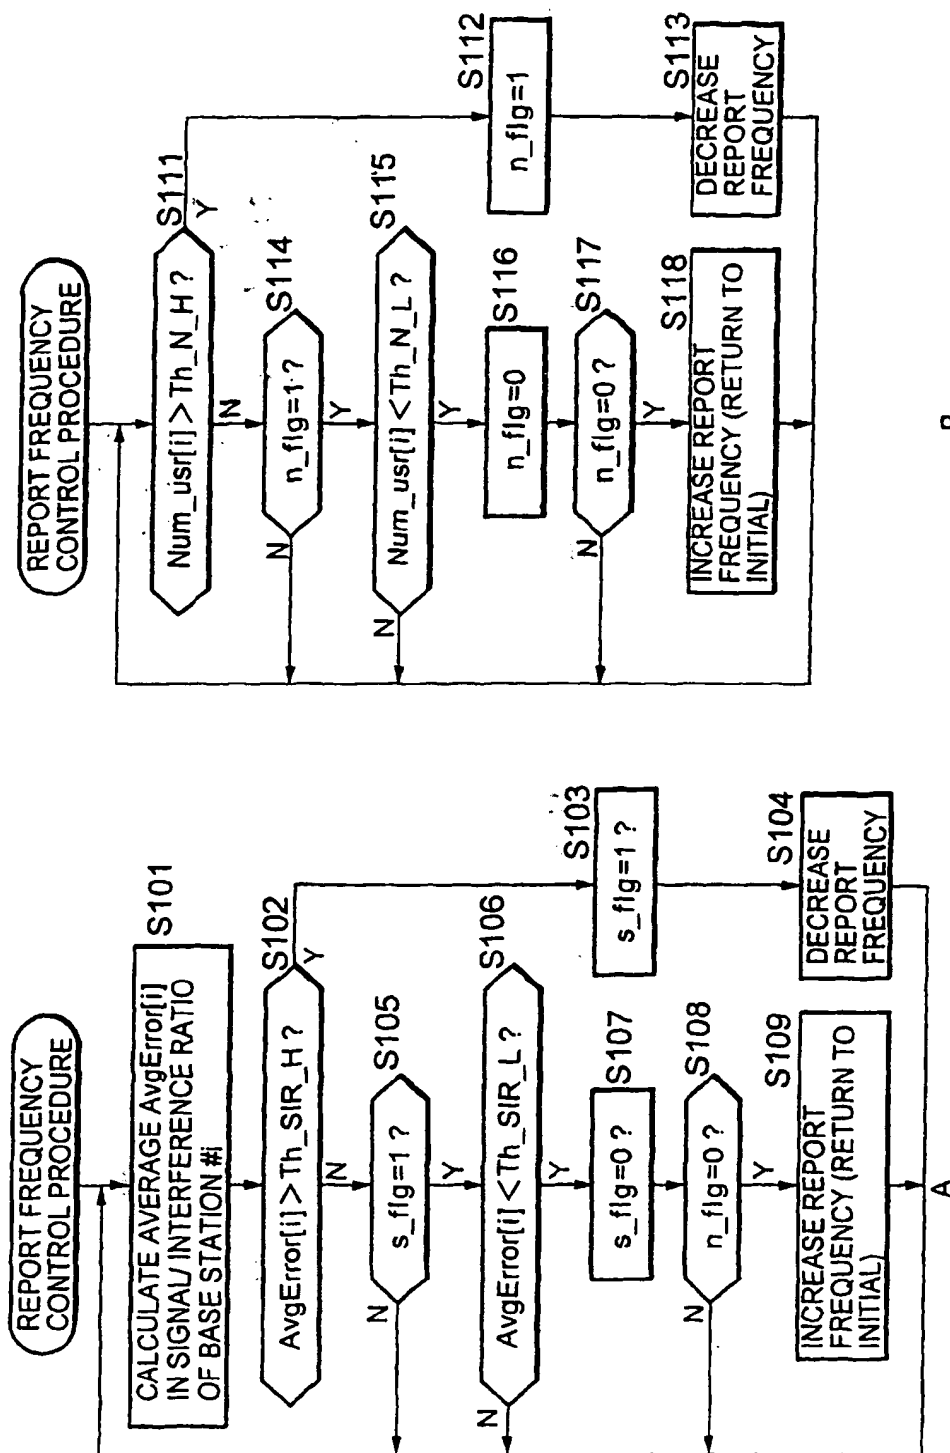 REPORT FREQUENCY
CONTROL PROCEDURE
S101
CALCULATE AVERAGE AvgError[i]
IN SIGNAL/INTERFERENCE RATIO
OF BASE STATION #i
S102
AvgError[i] > Th_SIR_H ?
Y
N
S103
s_flg=1 ?
S104
DECREASE
REPORT
FREQUENCY
S105
s_flg=1 ?
N
Y
S106
AvgError[i] < Th_SIR_L ?
N
Y
S107
s_flg=0 ?
S108
n_flg=0 ?
N
Y
S109
INCREASE REPORT
FREQUENCY (RETURN TO
INITIAL)
A
REPORT FREQUENCY
CONTROL PROCEDURE
S111
Num_usr[i] > Th_N_H ?
Y
N
S112
n_flg=1
S113
DECREASE
REPORT
FREQUENCY
S114
n_flg=1 ?
N
Y
S115
Num_usr[i] < Th_N_L ?
N
Y
S116
n_flg=0
S117
n_flg=0 ?
N
Y
S118
INCREASE REPORT
FREQUENCY (RETURN TO
INITIAL)